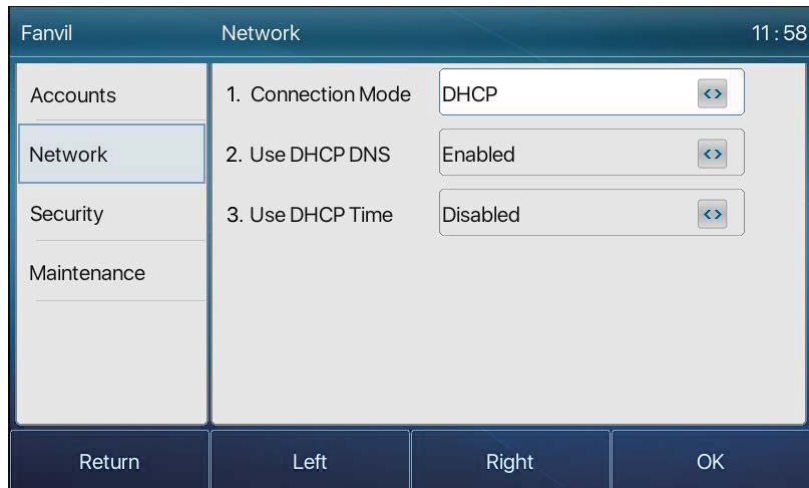 Fanvil Network 11:58
Accounts
Network
Security
Maintenance
1. Connection Mode DHCP
2. Use DHCP DNS Enabled
3. Use DHCP Time Disabled
Return Left Right OK